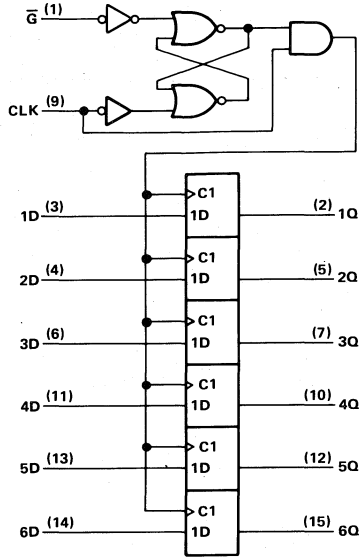 G̅ (1)
CLK (9)
C1
1D (3) 1D (2) 1Q
C1
2D (4) 1D (5) 2Q
C1
3D (6) 1D (7) 3Q
C1
4D (11) 1D (10) 4Q
C1
5D (13) 1D (12) 5Q
C1
6D (14) 1D (15) 6Q